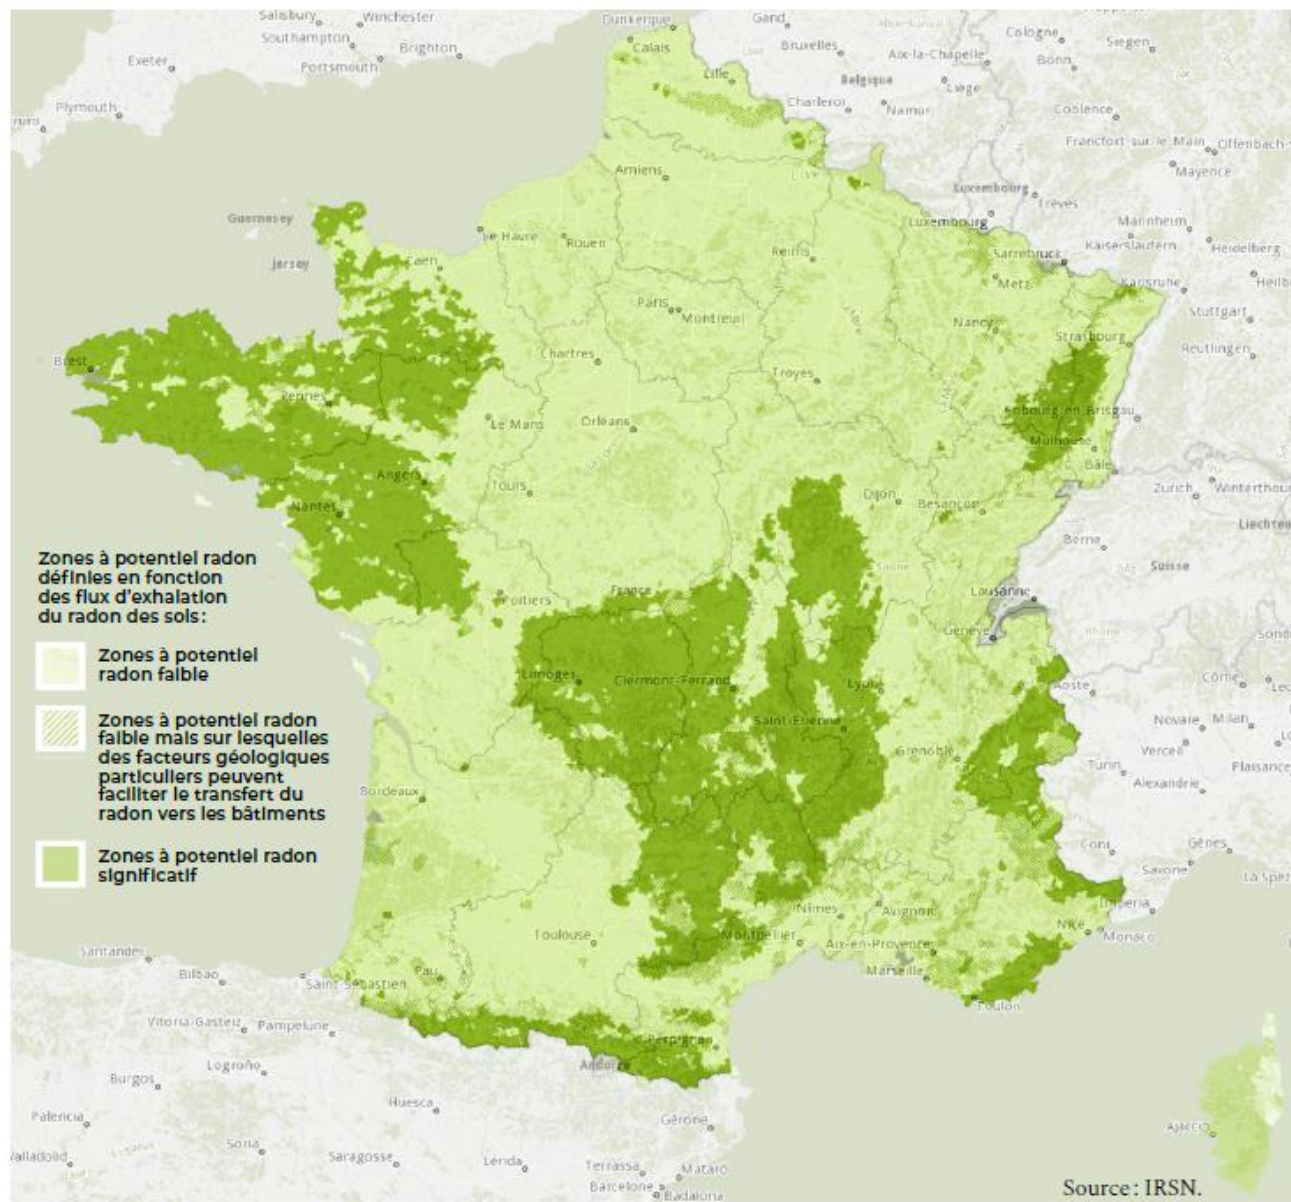 Salisbury
Winchester
Southampton
Portsmouth
Brighton
Exeter
Plymouth
Dunkerque
Calais
Lille
Gand
Bruxelles
Belgique
Charleroi
Namur
Liège
Aix-la-Chapelle
Cologne
Bonn
Siegen
Coblence
Francfort-sur-le-Main
Mayence
Luxembourg
Trèves
Luxembourg
Sarrebruck
Kaiserslautern
Mannheim
Heidelberg
Karlsruhe
Stuttgart
Reutlingen
Guernesey
Jersey
Amiens
Le Havre
Rouen
Caen
Reims
Metz
Nancy
Strasbourg
Paris
Montreuil
Chartres
Troyes
Brest
Rennes
Le Mans
Orléans
Fribourg-en-Brisgau
Mulhouse
Bâle
Zurich
Winterthour
Angers
Tours
Nantes
Dijon
Besançon
Berne
Suisse
Lausanne
Genève
France
Poitiers
Zones à potentiel radon
définies en fonction
des flux d'exhalation
du radon des sols :
Zones à potentiel
radon faible
Zones à potentiel radon
faible mais sur lesquelles
des facteurs géologiques
particuliers peuvent
faciliter le transfert du
radon vers les bâtiments
Zones à potentiel radon
significatif
Limoges
Clermont-Ferrand
Lyon
Saint-Étienne
Grenoble
Aoste
Côme
Novare
Milan
Verceil
Turin
Plaisance
Alexandrie
Coni
Gênes
Savone
Imperia
Bordeaux
Nîmes
Avignon
Nice
Monaco
Toulouse
Montpellier
Aix-en-Provence
Marseille
Toulon
Pau
Perpignan
Santander
Bilbao
Saint-Sébastien
Vitoria-Gasteiz
Pampelune
Logroño
Burgos
Palencia
Soria
Huesca
Saragosse
Andorre
Gérone
Lérida
Terrassa
Mataró
Barcelone
Badalona
Ajaccio
Source : IRSN.